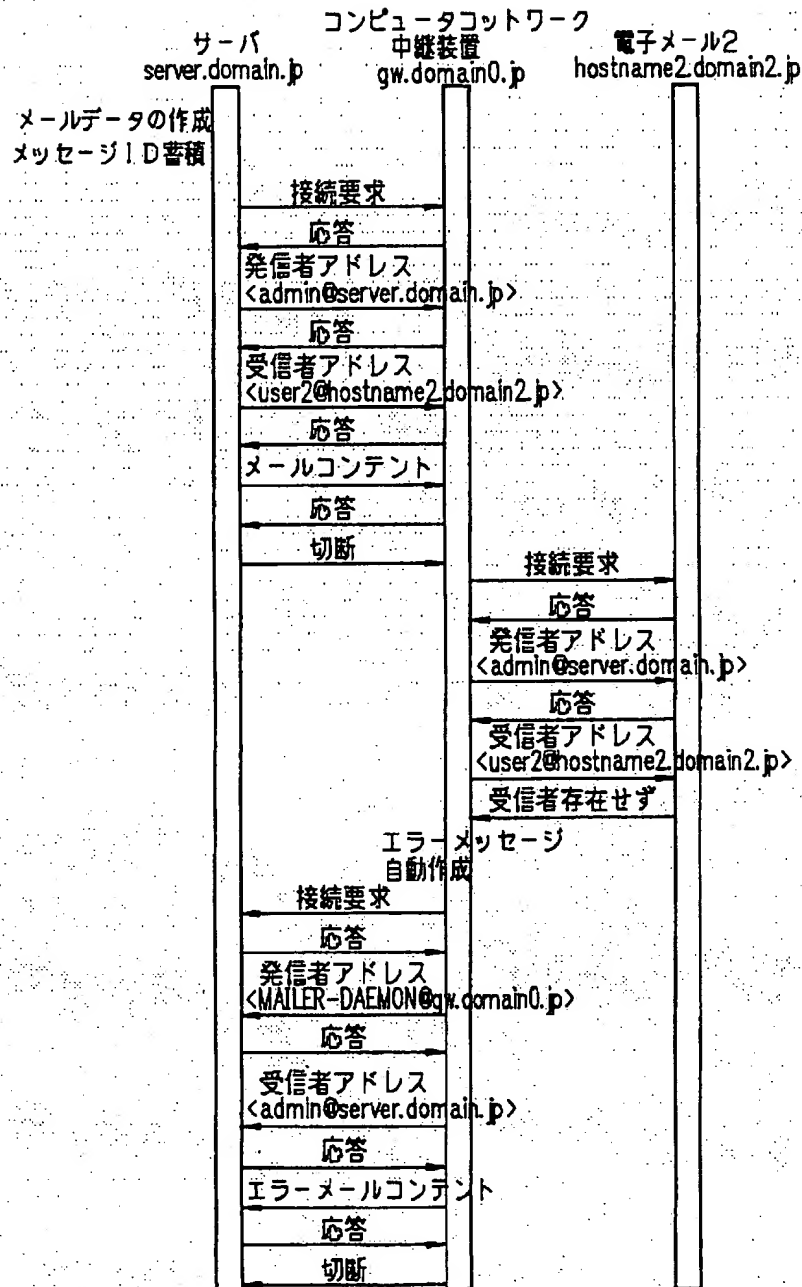 コンピュータコットワーク
サーバ
中継装置
電子メール2
server.domain.jp
gw.domain0.jp
hostname2.domain2.jp
メールデータの作成
メッセージID蓄積
接続要求
応答
発信者アドレス
<admin@server.domain.jp>
応答
受信者アドレス
<user2@hostname2.domain2.jp>
応答
メールコンテント
応答
切断
接続要求
応答
発信者アドレス
<admin@server.domain.jp>
応答
受信者アドレス
<user2@hostname2.domain2.jp>
受信者存在せず
エラーメッセージ
自動作成
接続要求
応答
発信者アドレス
<MAILER-DAEMON@gw.domain0.jp>
応答
受信者アドレス
<admin@server.domain.jp>
応答
エラーメールコンテント
応答
切断